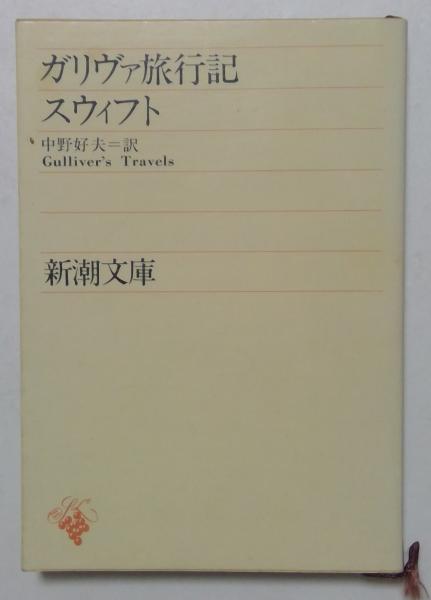 ガリヴァ旅行記
スウィフト
中野好夫＝訳
Gulliver's Travels
新潮文庫